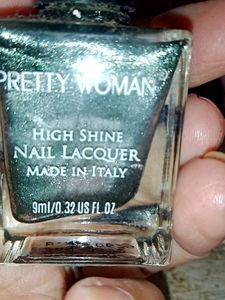 PRETTY WOMAN
HIGH SHINE
NAIL LACQUER
MADE IN ITALY
9ml/0.32 US FL OZ